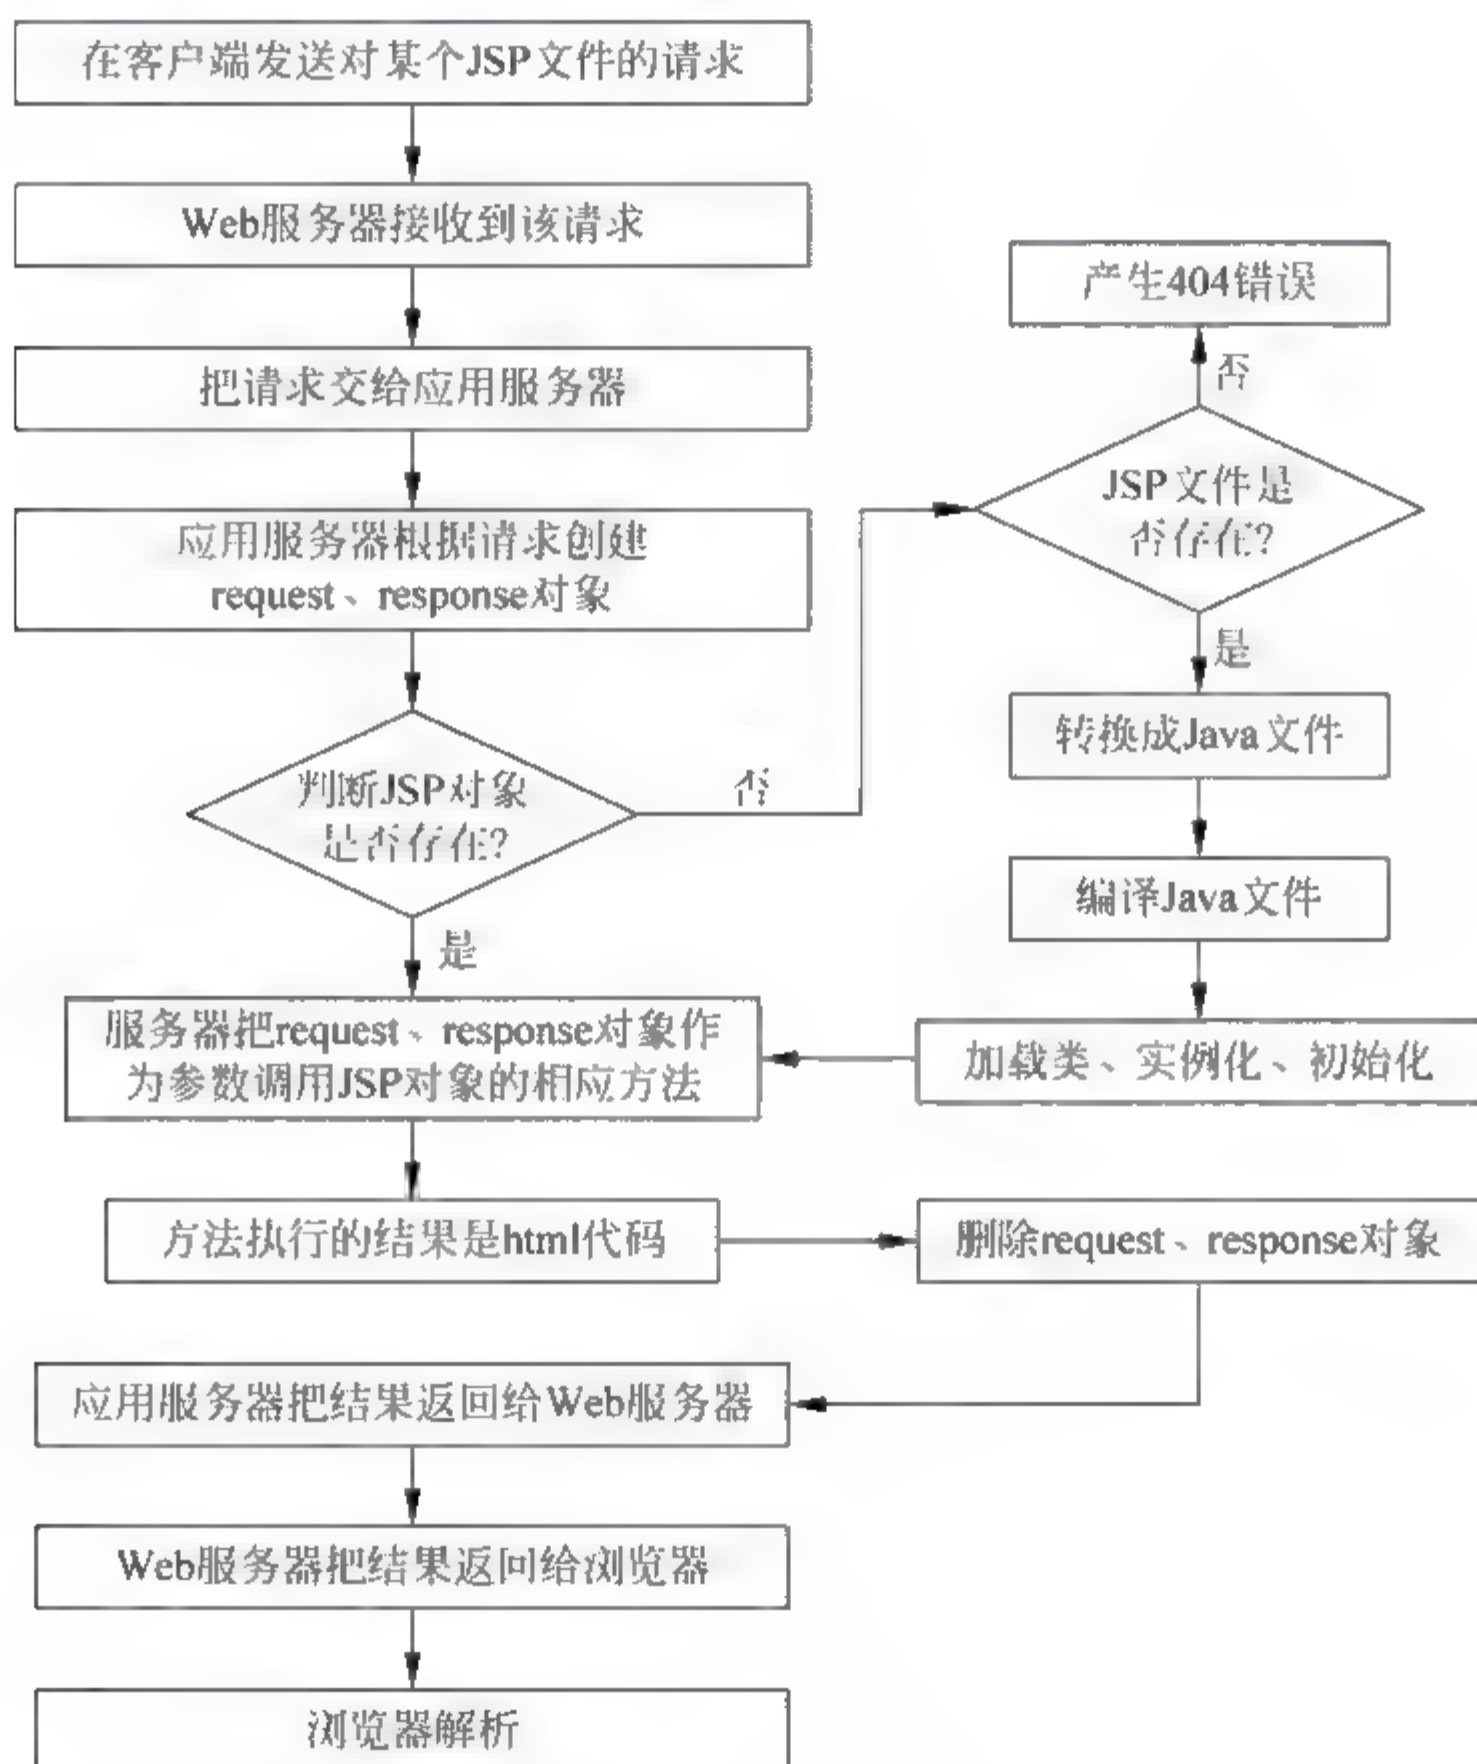 在客户端发送对某个JSP文件的请求
Web服务器接收到该请求
把请求交给应用服务器
应用服务器根据请求创建
request、response对象
判断JSP对象
是否存在?
否
是
产生404错误
否
JSP文件是
否存在?
是
转换成Java文件
编译Java文件
加载类、实例化、初始化
服务器把request、response对象作
为参数调用JSP对象的相应方法
方法执行的结果是html代码
删除request、response对象
应用服务器把结果返回给Web服务器
Web服务器把结果返回给浏览器
浏览器解析